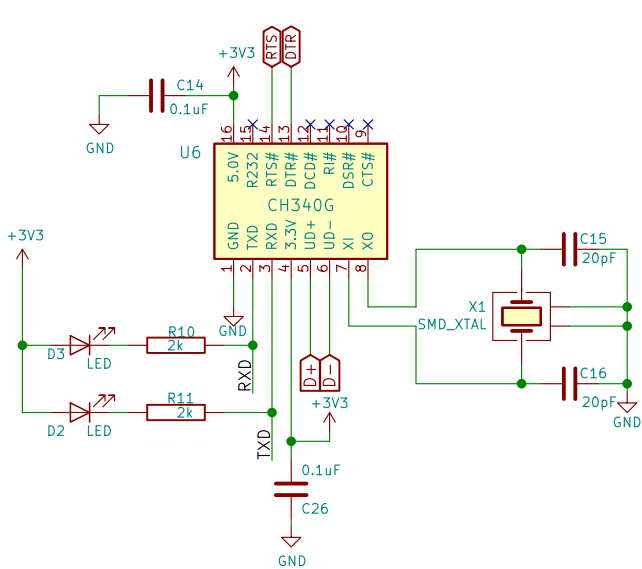 RTS
DTR
+3V3
C14
0.1uF
GND
16
15
14
13
12
11
10
9
U6
5.0V
R232
RTS#
DTR#
DCD#
RI#
DSR#
CTS#
CH340G
GND
TXD
RXD
3.3V
UD+
UD-
XI
XO
1
2
3
4
5
6
7
8
+3V3
C15
20pF
X1
SMD_XTAL
GND
D3
LED
R10
2k
RXD
D+
D-
C16
20pF
GND
D2
LED
R11
2k
TXD
+3V3
0.1uF
C26
GND